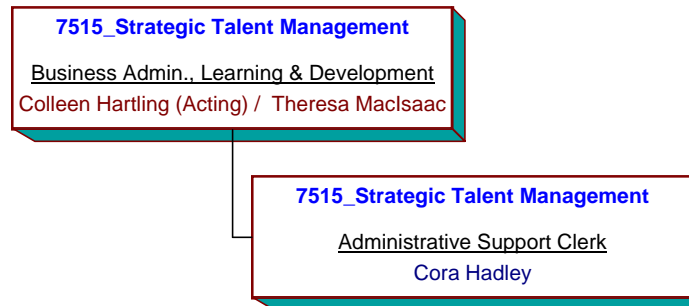 7515_Strategic Talent Management
Business Admin., Learning & Development
Colleen Hartling (Acting) /  Theresa MacIsaac
7515_Strategic Talent Management
Administrative Support Clerk
Cora Hadley